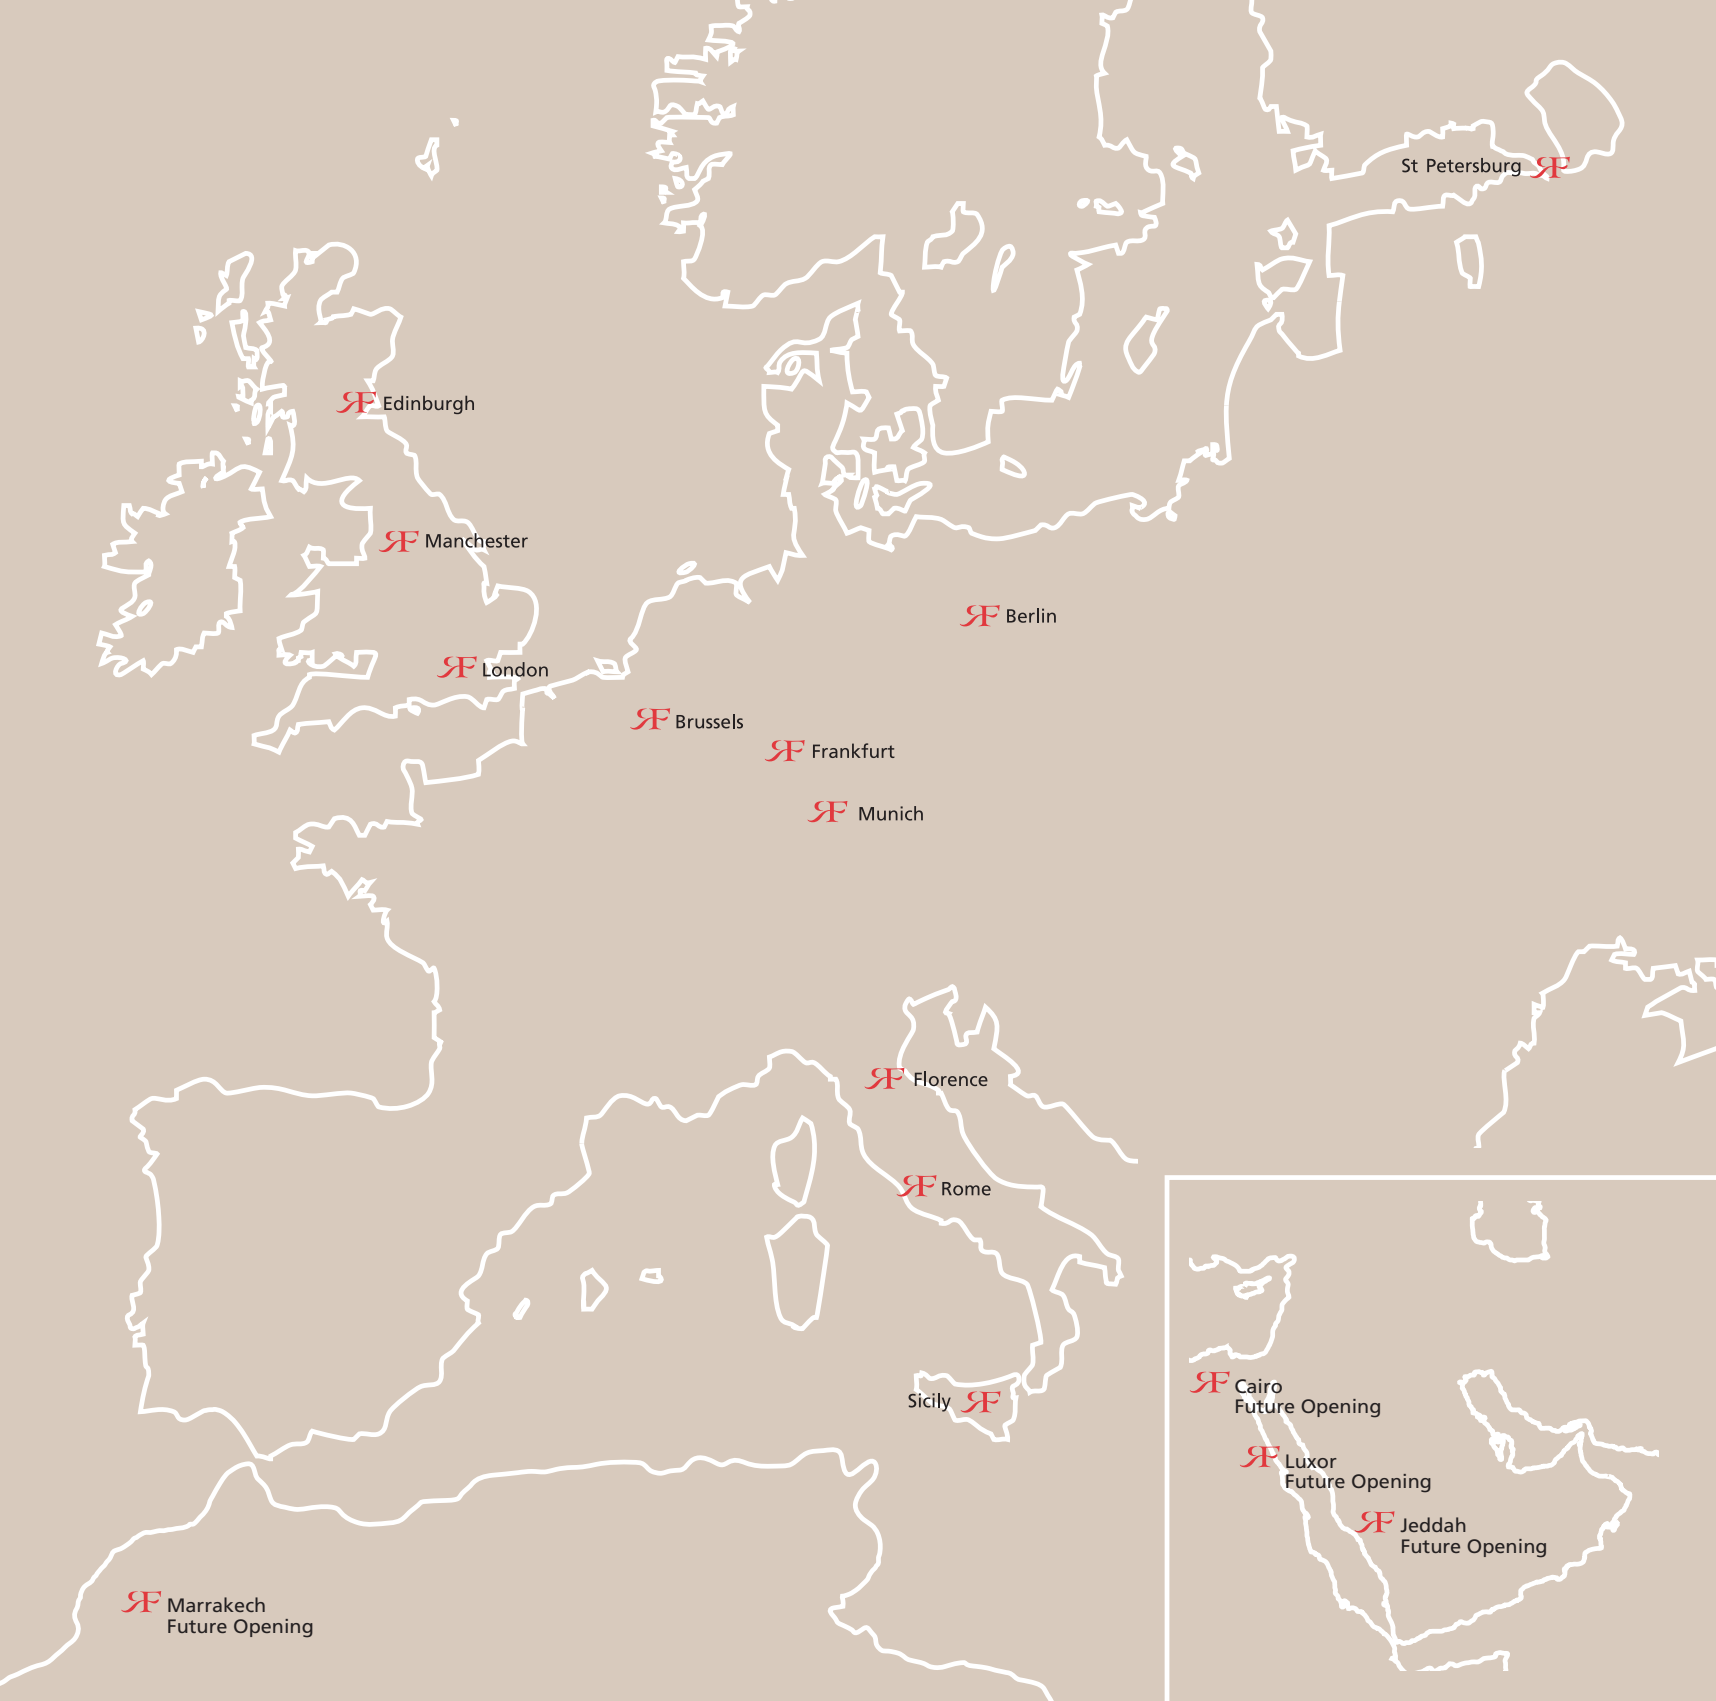 St Petersburg
Edinburgh
Manchester
Berlin
London
Brussels
Frankfurt
Munich
Florence
Rome
Sicily
Cairo
Future Opening
Luxor
Future Opening
Jeddah
Future Opening
Marrakech
Future Opening